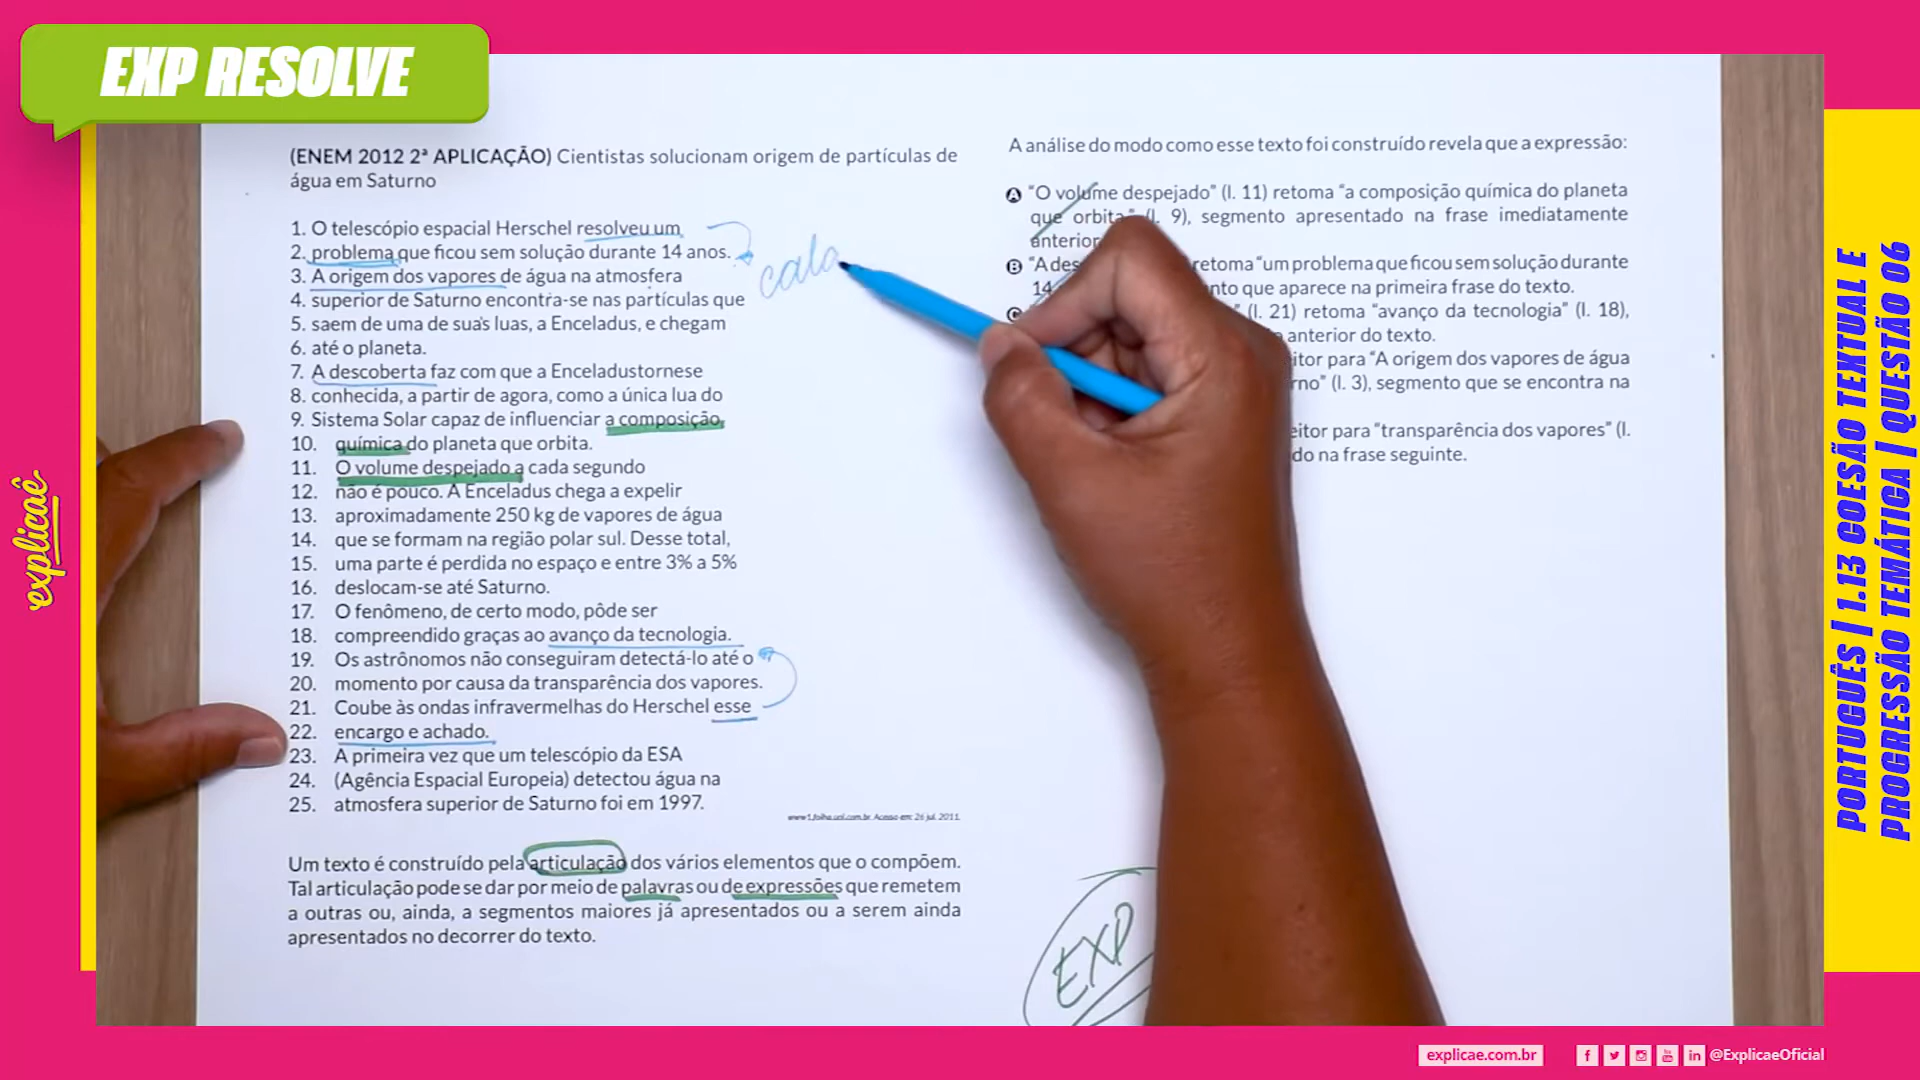 EXP RESOLVE
(ENEM 2012 2ª APLICAÇÃO) Cientistas solucionam origem de partículas de
água em Saturno
1. O telescópio espacial Herschel resolveu um
2. problema que ficou sem solução durante 14 anos.
3. A origem dos vapores de água na atmosfera
4. superior de Saturno encontra-se nas partículas que
5. saem de uma de suas luas, a Enceladus, e chegam
6. até o planeta.
7. A descoberta faz com que a Enceladustornese
8. conhecida, a partir de agora, como a única lua do
9. Sistema Solar capaz de influenciar a composição
10. química do planeta que orbita.
11. O volume despejado a cada segundo
12. não é pouco. A Enceladus chega a expelir
13. aproximadamente 250 kg de vapores de água
14. que se formam na região polar sul. Desse total,
15. uma parte é perdida no espaço e entre 3% a 5%
16. deslocam-se até Saturno.
17. O fenômeno, de certo modo, pôde ser
18. compreendido graças ao avanço da tecnologia.
19. Os astrônomos não conseguiram detectá-lo até o
20. momento por causa da transparência dos vapores.
21. Coube às ondas infravermelhas do Herschel esse
22. encargo e achado.
23. A primeira vez que um telescópio da ESA
24. (Agência Espacial Europeia) detectou água na
25. atmosfera superior de Saturno foi em 1997.
www1.folha.uol.com.br. Acesso em: 26 jul. 2011.
Um texto é construído pela articulação dos vários elementos que o compõem.
Tal articulação pode se dar por meio de palavras ou de expressões que remetem
a outras ou, ainda, a segmentos maiores já apresentados ou a serem ainda
apresentados no decorrer do texto.
cala
A análise do modo como esse texto foi construído revela que a expressão:
A "O volume despejado" (l. 11) retoma "a composição química do planeta
que orbita" (l. 9), segmento apresentado na frase imediatamente
anterior
B "A des retoma "um problema que ficou sem solução durante
14 nto que aparece na primeira frase do texto.
C " (l. 21) retoma "avanço da tecnologia" (l. 18),
anterior do texto.
eitor para "A origem dos vapores de água
rno" (l. 3), segmento que se encontra na
eitor para "transparência dos vapores" (l.
do na frase seguinte.
EXP
explicaê
PORTUGUÊS | 1.13 COESÃO TEXTUAL E
PROGRESSÃO TEMÁTICA | QUESTÃO 06
explicae.com.br
@ExplicaeOficial